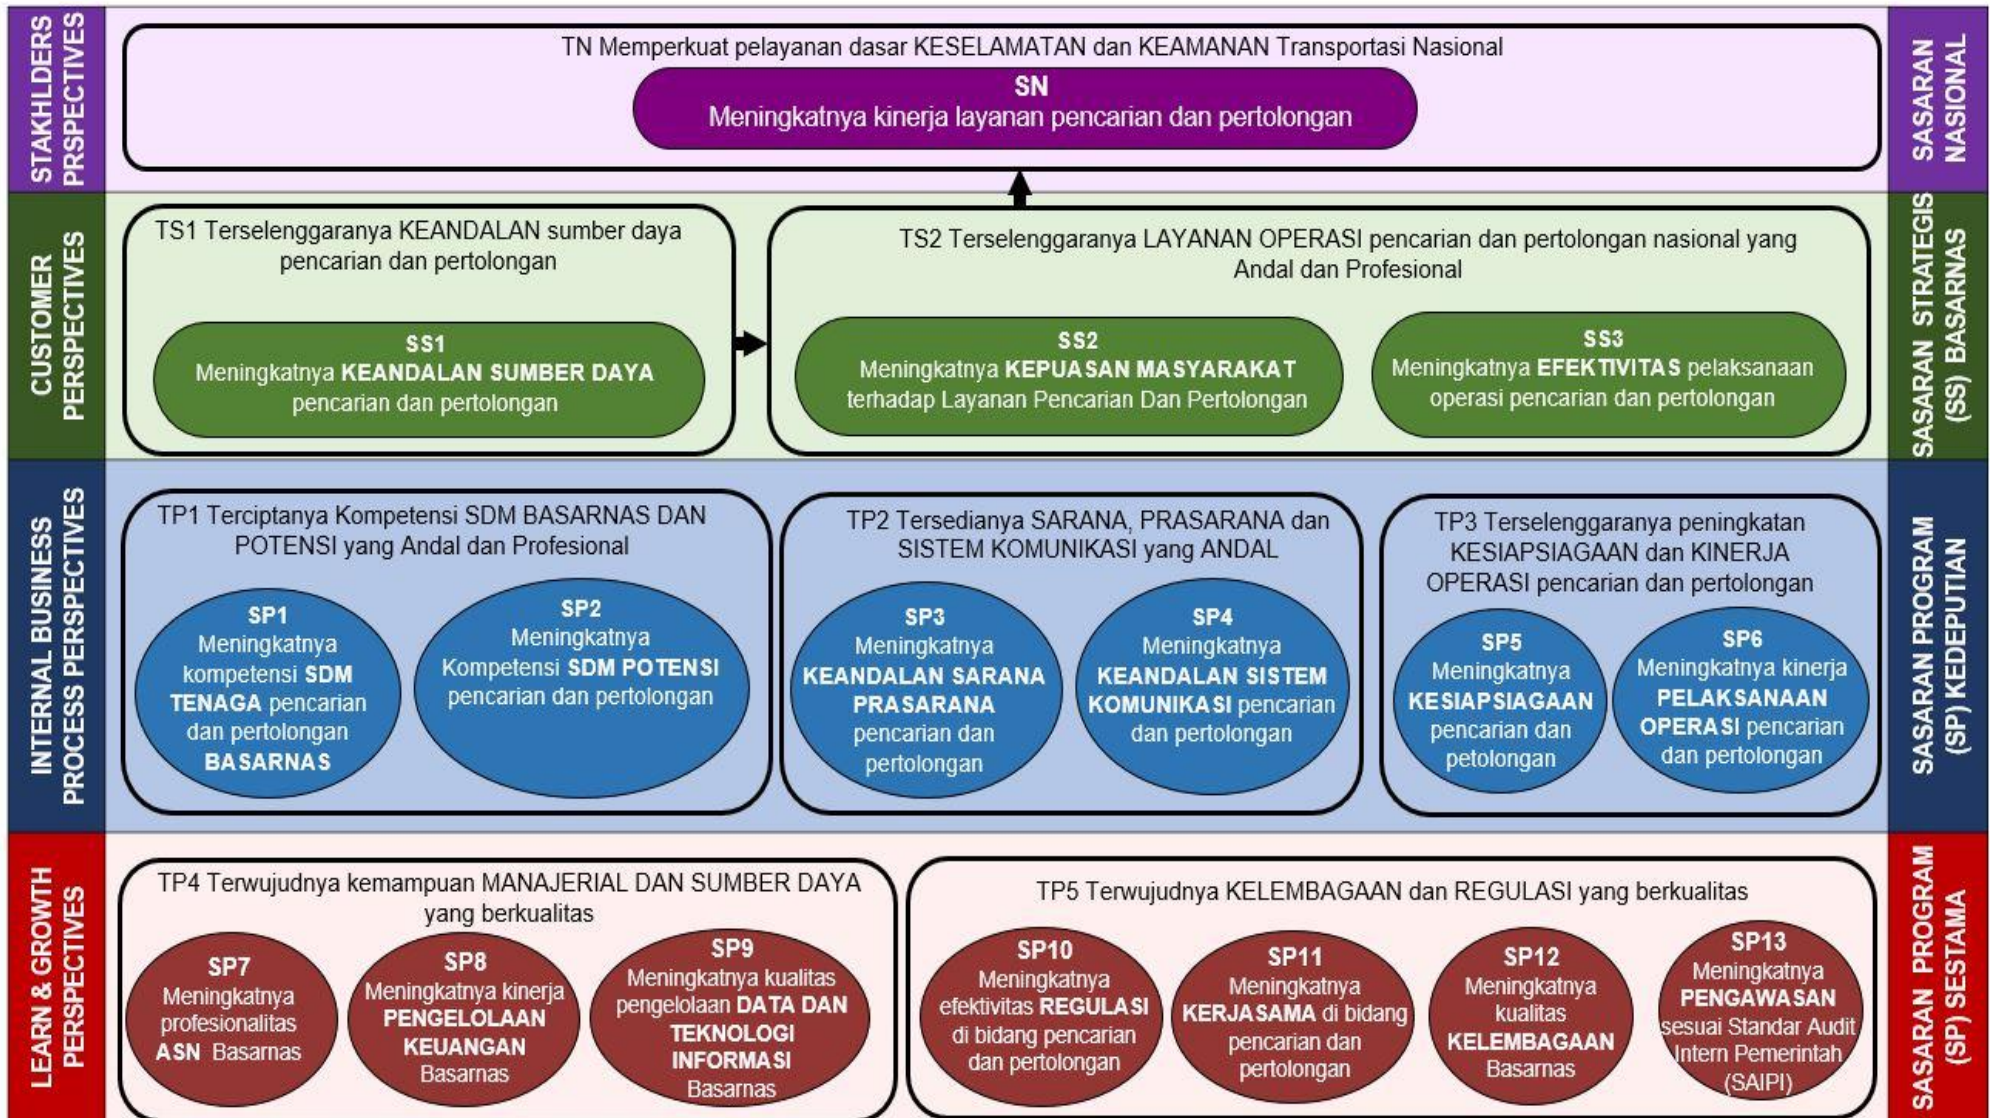 STAKHLDERS
PRSPECTIVES
TN Memperkuat pelayanan dasar KESELAMATAN dan KEAMANAN Transportasi Nasional
SN
Meningkatnya kinerja layanan pencarian dan pertolongan
SASARAN
NASIONAL
CUSTOMER
PERSPECTIVES
TS1 Terselenggaranya KEANDALAN sumber daya
pencarian dan pertolongan
SS1
Meningkatnya KEANDALAN SUMBER DAYA
pencarian dan pertolongan
TS2 Terselenggaranya LAYANAN OPERASI pencarian dan pertolongan nasional yang
Andal dan Profesional
SS2
Meningkatnya KEPUASAN MASYARAKAT
terhadap Layanan Pencarian Dan Pertolongan
SS3
Meningkatnya EFEKTIVITAS pelaksanaan
operasi pencarian dan pertolongan
SASARAN STRATEGIS
(SS) BASARNAS
INTERNAL BUSINESS
PROCESS PERSPECTIVES
TP1 Terciptanya Kompetensi SDM BASARNAS DAN
POTENSI yang Andal dan Profesional
SP1
Meningkatnya
kompetensi SDM
TENAGA pencarian
dan pertolongan
BASARNAS
SP2
Meningkatnya
Kompetensi SDM POTENSI
pencarian dan pertolongan
TP2 Tersedianya SARANA, PRASARANA dan
SISTEM KOMUNIKASI yang ANDAL
SP3
Meningkatnya
KEANDALAN SARANA
PRASARANA
pencarian dan
pertolongan
SP4
Meningkatnya
KEANDALAN SISTEM
KOMUNIKASI pencarian
dan pertolongan
TP3 Terselenggaranya peningkatan
KESIAPSIAGAAN dan KINERJA
OPERASI pencarian dan pertolongan
SP5
Meningkatnya
KESIAPSIAGAAN
pencarian dan
petolongan
SP6
Meningkatnya kinerja
PELAKSANAAN
OPERASI pencarian
dan pertolongan
SASARAN PROGRAM
(SP) KEDEPUTIAN
LEARN & GROWTH
PERSPECTIVES
TP4 Terwujudnya kemampuan MANAJERIAL DAN SUMBER DAYA
yang berkualitas
SP7
Meningkatnya
profesionalitas
ASN Basarnas
SP8
Meningkatnya kinerja
PENGELOLAAN
KEUANGAN
Basarnas
SP9
Meningkatnya kualitas
pengelolaan DATA DAN
TEKNOLOGI
INFORMASI
Basarnas
TP5 Terwujudnya KELEMBAGAAN dan REGULASI yang berkualitas
SP10
Meningkatnya
efektivitas REGULASI
di bidang pencarian
dan pertolongan
SP11
Meningkatnya
KERJASAMA di bidang
pencarian dan
pertolongan
SP12
Meningkatnya
kualitas
KELEMBAGAAN
Basarnas
SP13
Meningkatnya
PENGAWASAN
sesuai Standar Audit
Intern Pemerintah
(SAIPI)
SASARAN PROGRAM
(SP) SESTAMA